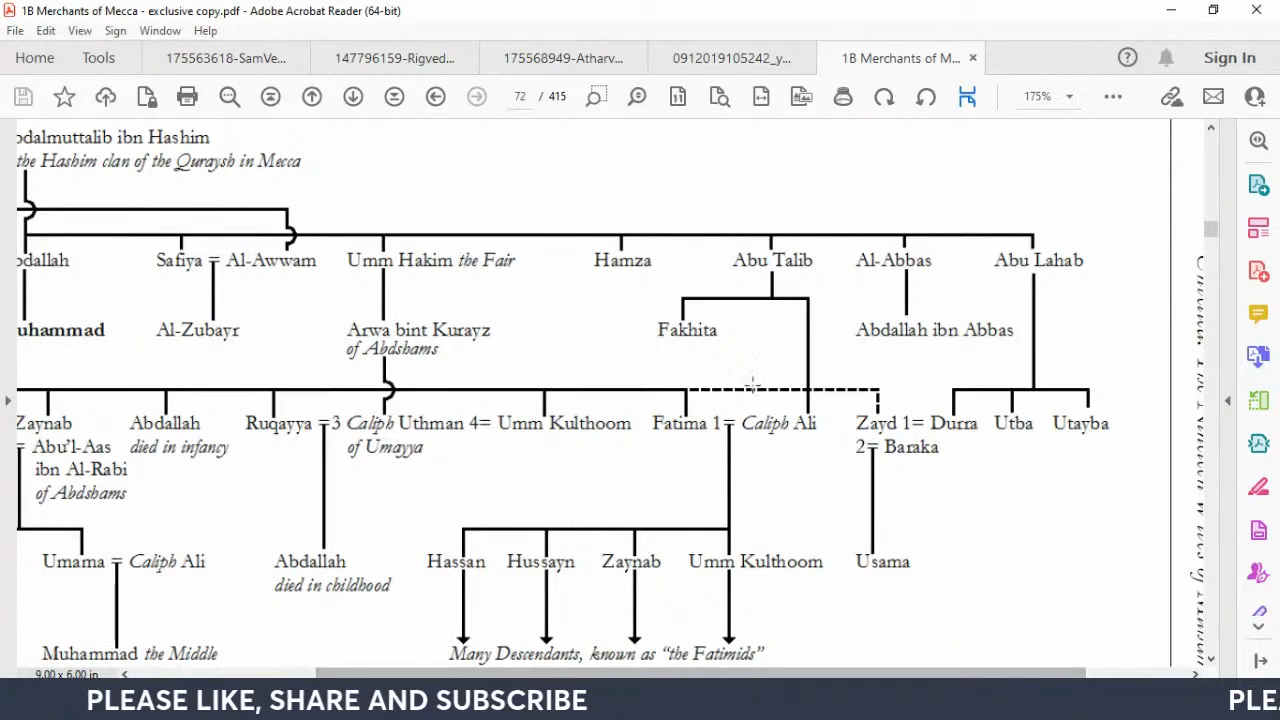 1B Merchants of Mecca - exclusive copy.pdf - Adobe Acrobat Reader (64-bit)
File Edit View Sign Window Help
Home Tools 175563618-SamVe... 147796159-Rigved... 175568949-Atharv... 0912019105242_y... 1B Merchants of M... Sign In
72 / 415 175%
odalmuttalib ibn Hashim
the Hashim clan of the Quraysh in Mecca
odallah Safiya = Al-Awwam Umm Hakim the Fair Hamza Abu Talib Al-Abbas Abu Lahab
uhammad Al-Zubayr Arwa bint Kurayz Fakhita Abdallah ibn Abbas
of Abdshams
Zaynab Abdallah Ruqayya =3 Caliph Uthman 4= Umm Kulthoom Fatima 1= Caliph Ali Zayd 1= Durra Utba Utayba
= Abu'l-Aas died in infancy of Umayya 2= Baraka
ibn Al-Rabi
of Abdshams
Umama = Caliph Ali Abdallah Hassan Hussayn Zaynab Umm Kulthoom Usama
died in childhood
Muhammad the Middle Many Descendants, known as "the Fatimids"
9.00 x 6.00 in
PLEASE LIKE, SHARE AND SUBSCRIBE PLE